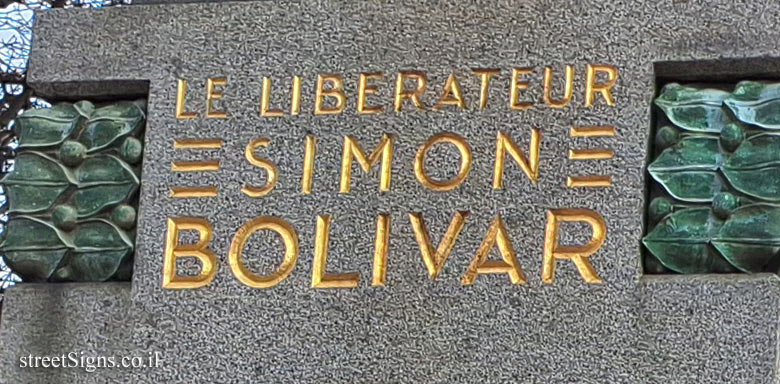 LE LIBERATEUR
SIMON
BOLIVAR
streetSigns.co.il